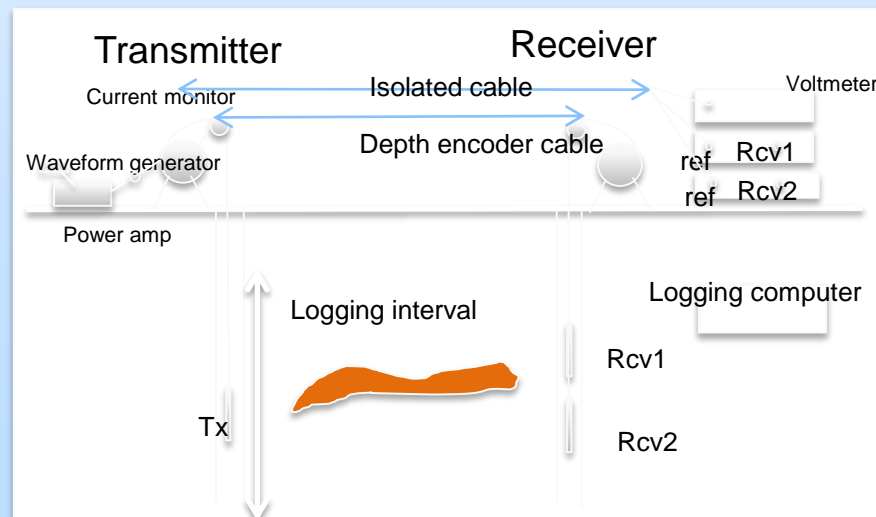 Transmitter
Receiver
Current monitor
Isolated cable
Voltmeter
Depth encoder cable
Waveform generator
ref
Rcv1
ref
Rcv2
Power amp
Logging interval
Logging computer
Rcv1
Tx
Rcv2